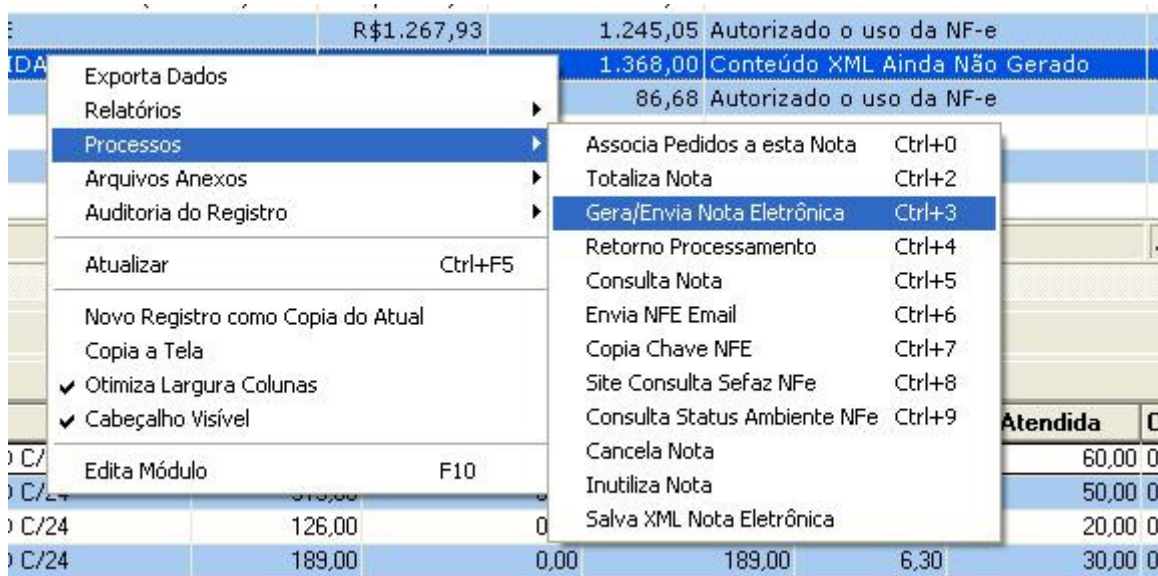 R$1.267,93 1.245,05 Autorizado o uso da NF-e
IDA 1.368,00 Conteúdo XML Ainda Não Gerado
86,68 Autorizado o uso da NF-e
Exporta Dados
Relatórios
Processos
Arquivos Anexos
Auditoria do Registro
Atualizar Ctrl+F5
Novo Registro como Copia do Atual
Copia a Tela
Otimiza Largura Colunas
Cabeçalho Visível
Edita Módulo F10
Associa Pedidos a esta Nota Ctrl+0
Totaliza Nota Ctrl+2
Gera/Envia Nota Eletrônica Ctrl+3
Retorno Processamento Ctrl+4
Consulta Nota Ctrl+5
Envia NFE Email Ctrl+6
Copia Chave NFE Ctrl+7
Site Consulta Sefaz NFe Ctrl+8
Consulta Status Ambiente NFe Ctrl+9
Cancela Nota
Inutiliza Nota
Salva XML Nota Eletrônica
Atendida
C/ 60,00
50,00
C/24 126,00 20,00
C/24 189,00 0,00 189,00 6,30 30,00